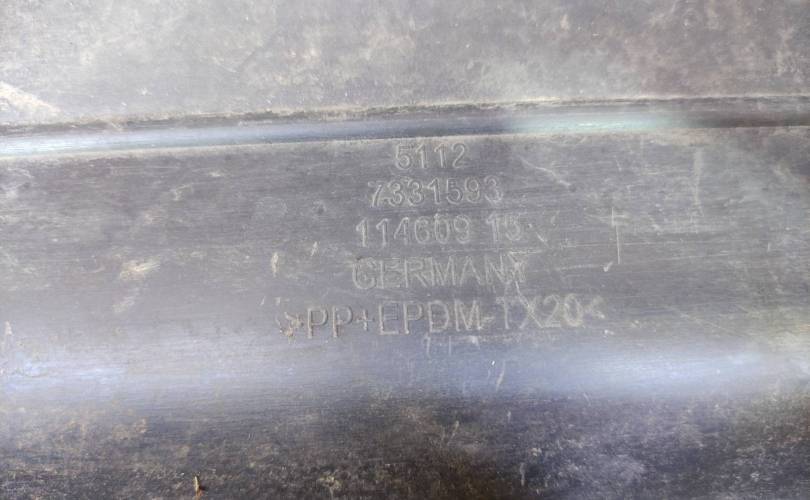 5112
7331593
114609 15
GERMANY
>PP+EPDM-TX20<